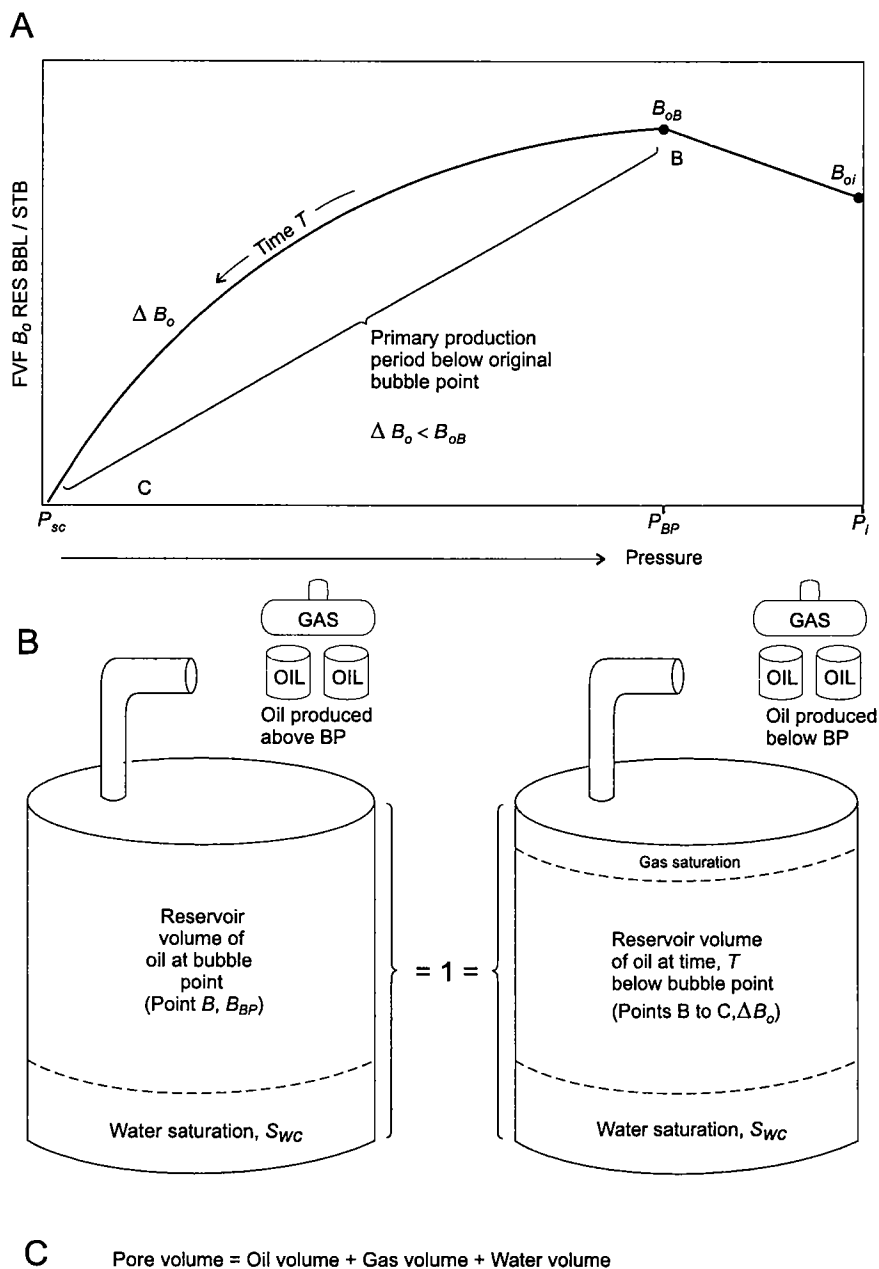 A
B_oB
B
B_oi
Time T
Δ B_o
FVF B_o RES BBL / STB
Primary production
period below original
bubble point
Δ B_o < B_oB
C
P_sc
P_BP
P_i
Pressure
B
GAS
OIL OIL
Oil produced
above BP
GAS
OIL OIL
Oil produced
below BP
Reservoir
volume of
oil at bubble
point
(Point B, B_BP)
Water saturation, S_WC
= 1 =
Gas saturation
Reservoir volume
of oil at time, T
below bubble point
(Points B to C,ΔB_o)
Water saturation, S_WC
C
Pore volume = Oil volume + Gas volume + Water volume